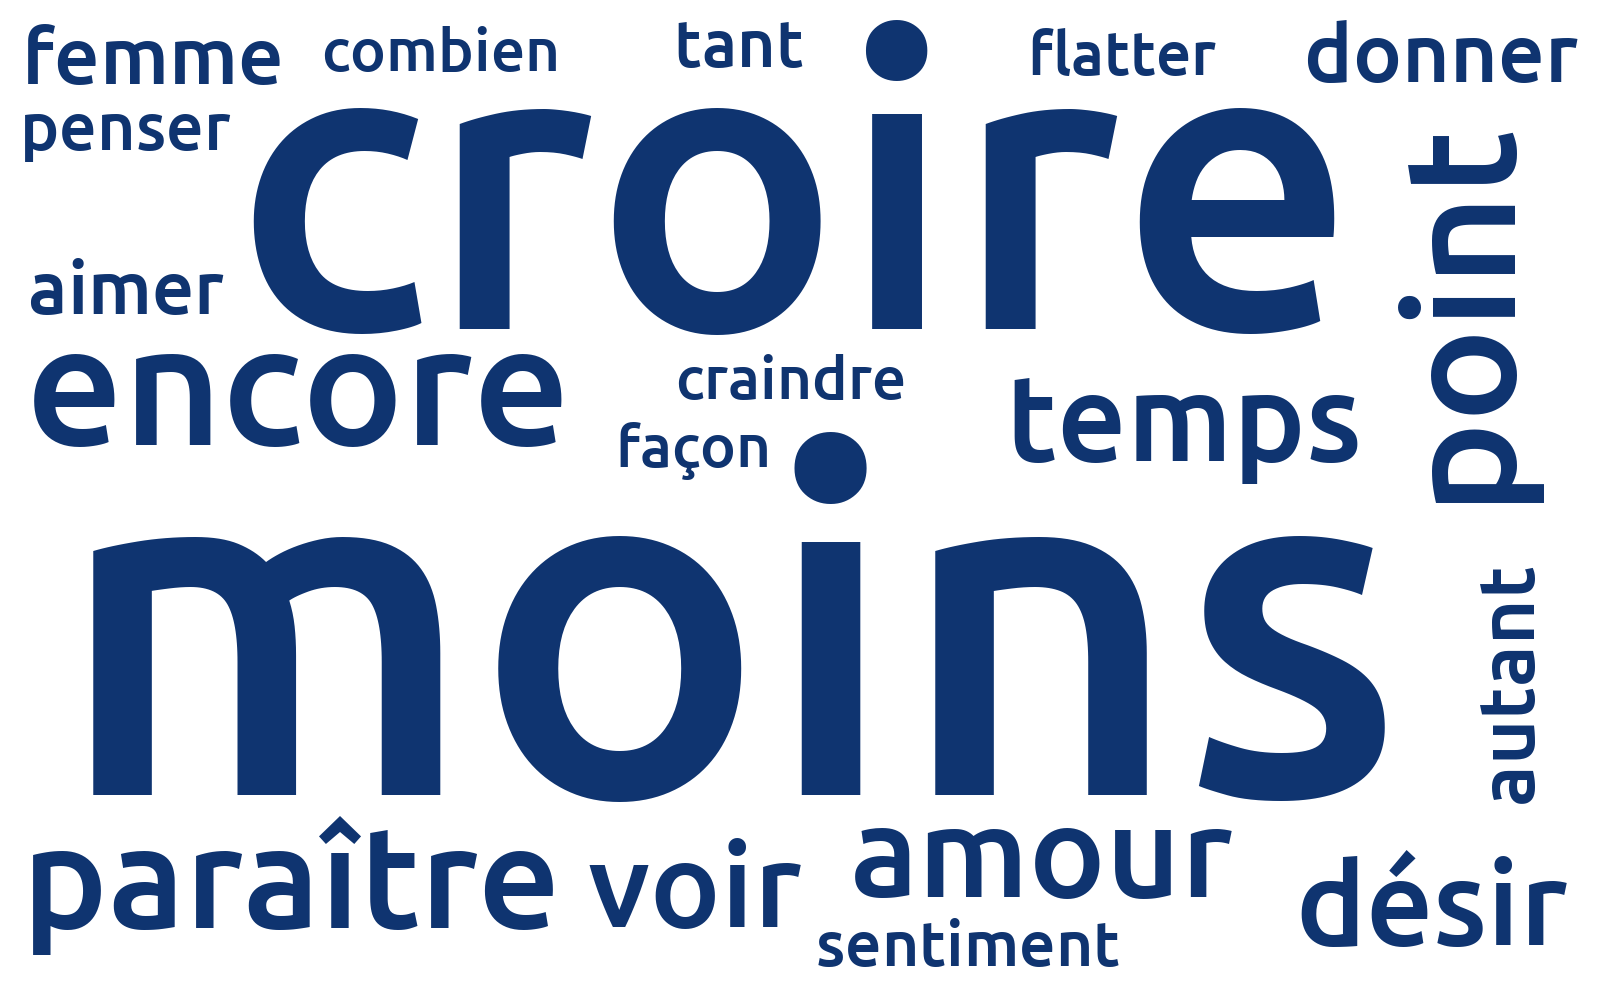 femme combien tant flatter donner
penser
croire
point
aimer
encore
craindre
temps
façon
moins
autant
paraître voir amour désir
sentiment